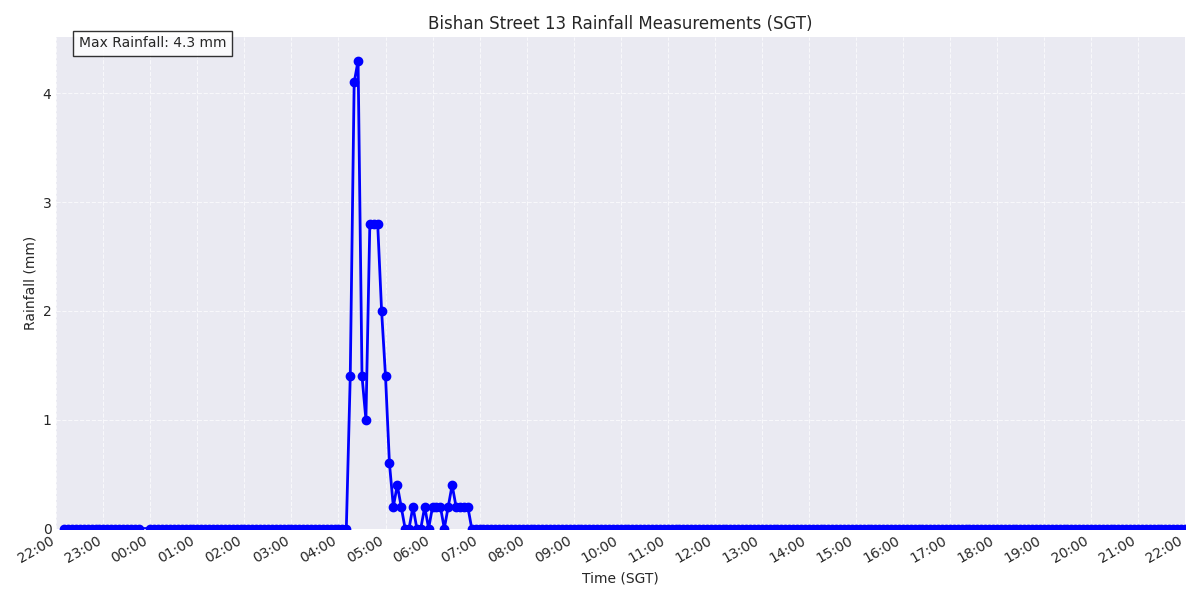 Bishan Street 13 Rainfall Measurements (SGT)
Max Rainfall: 4.3 mm
Rainfall (mm)
4
3
2
1
0
22:00 23:00 00:00 01:00 02:00 03:00 04:00 05:00 06:00 07:00 08:00 09:00 10:00 11:00 12:00 13:00 14:00 15:00 16:00 17:00 18:00 19:00 20:00 21:00 22:00
Time (SGT)